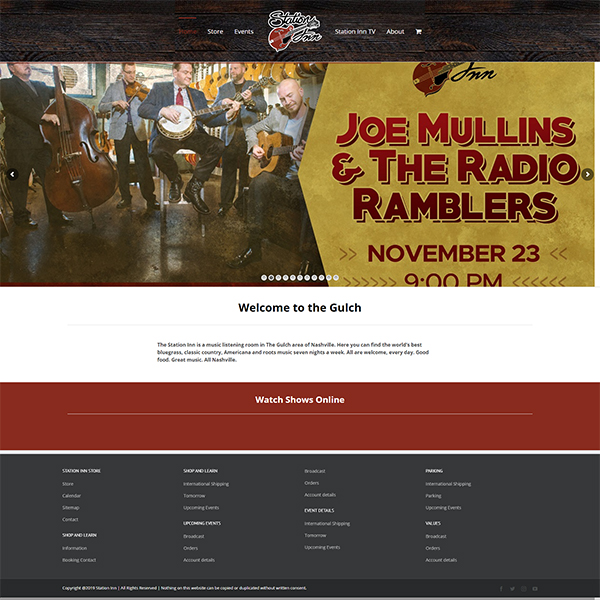 Home Store Events Station Inn Station Inn TV About
Inn
JOE MULLINS
& THE RADIO
RAMBLERS
>> NOVEMBER 23 <<
9:00 PM
Welcome to the Gulch
The Station Inn is a music listening room in The Gulch area of Nashville. Here you can find the world's best
bluegrass, classic country, Americana and roots music seven nights a week. All are welcome, every day. Good
food. Great music. All Nashville.
Watch Shows Online
STATION INN STORE
Store
Calendar
Sitemap
Contact
SHOP AND LEARN
Information
Booking Contact
SHOP AND LEARN
International Shipping
Tomorrow
Upcoming Events
UPCOMING EVENTS
Broadcast
Orders
Account details
Broadcast
Orders
Account details
EVENT DETAILS
International Shipping
Tomorrow
Upcoming Events
PARKING
International Shipping
Parking
Upcoming Events
VALUES
Broadcast
Orders
Account details
Copyright @2019 Station Inn | All Rights Reserved | Nothing on this website can be copied or duplicated without written consent.